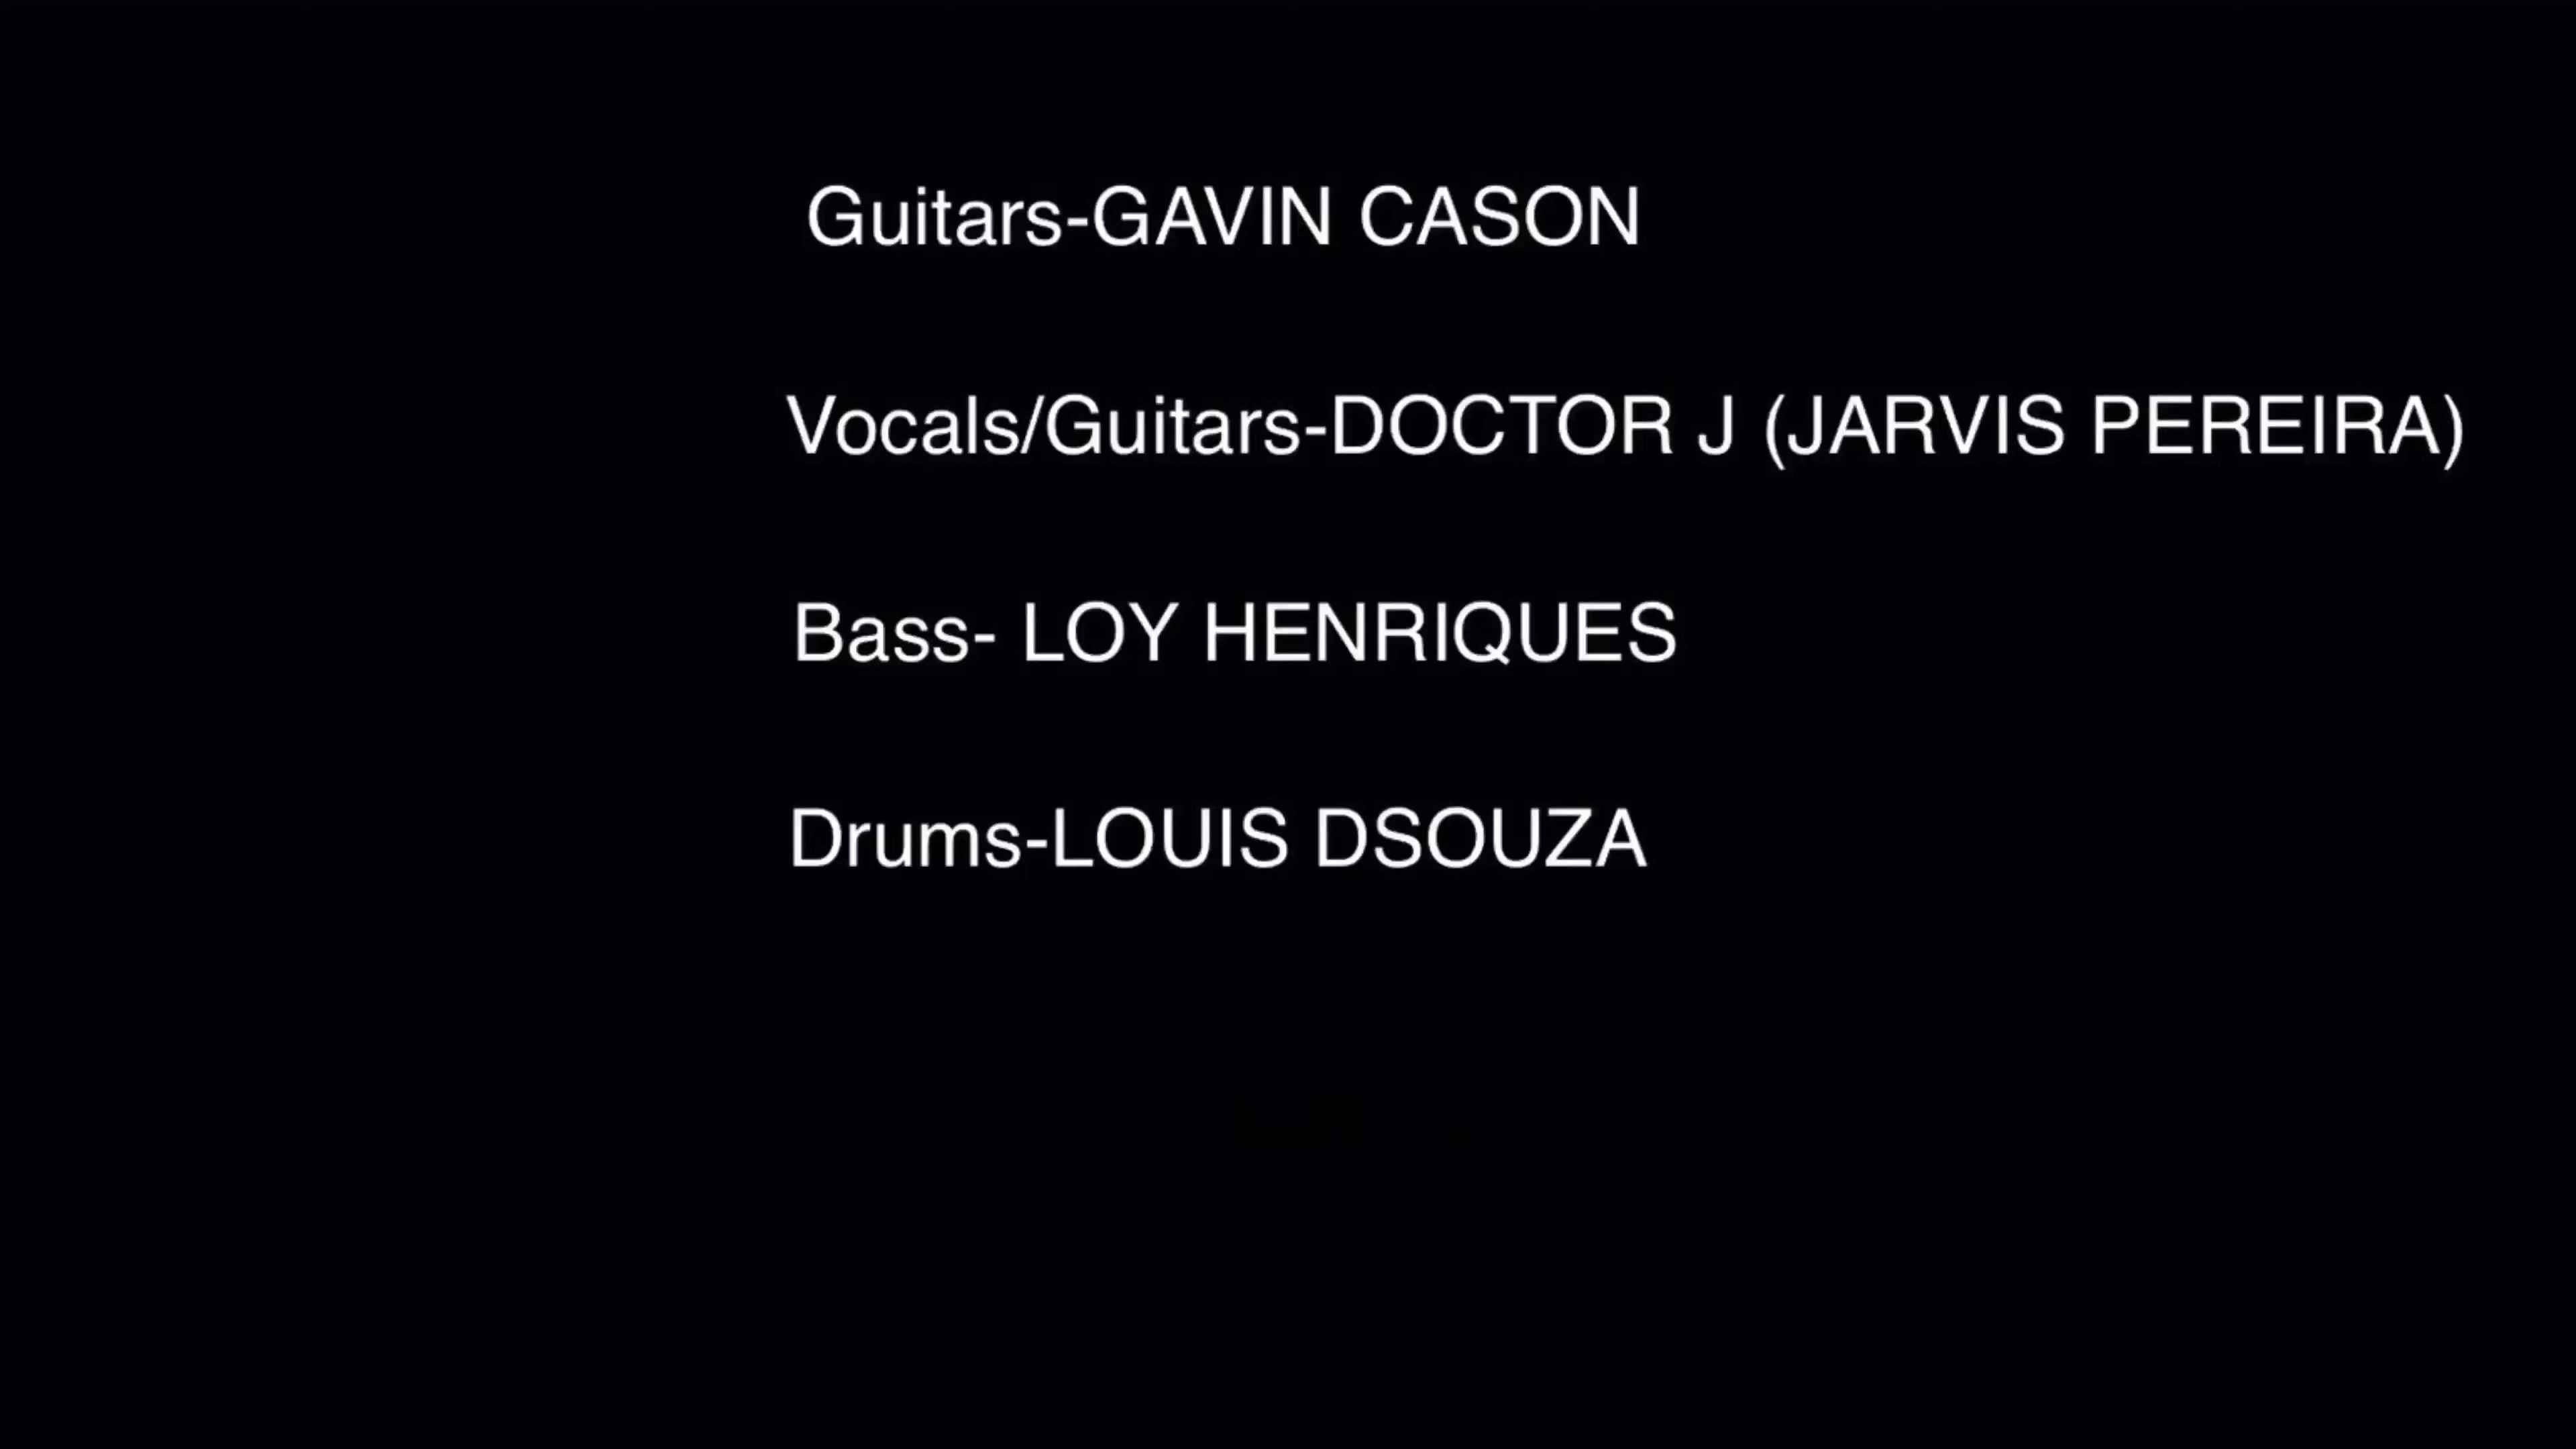 Guitars-GAVIN CASON
Vocals/Guitars-DOCTOR J (JARVIS PEREIRA)
Bass- LOY HENRIQUES
Drums-LOUIS DSOUZA